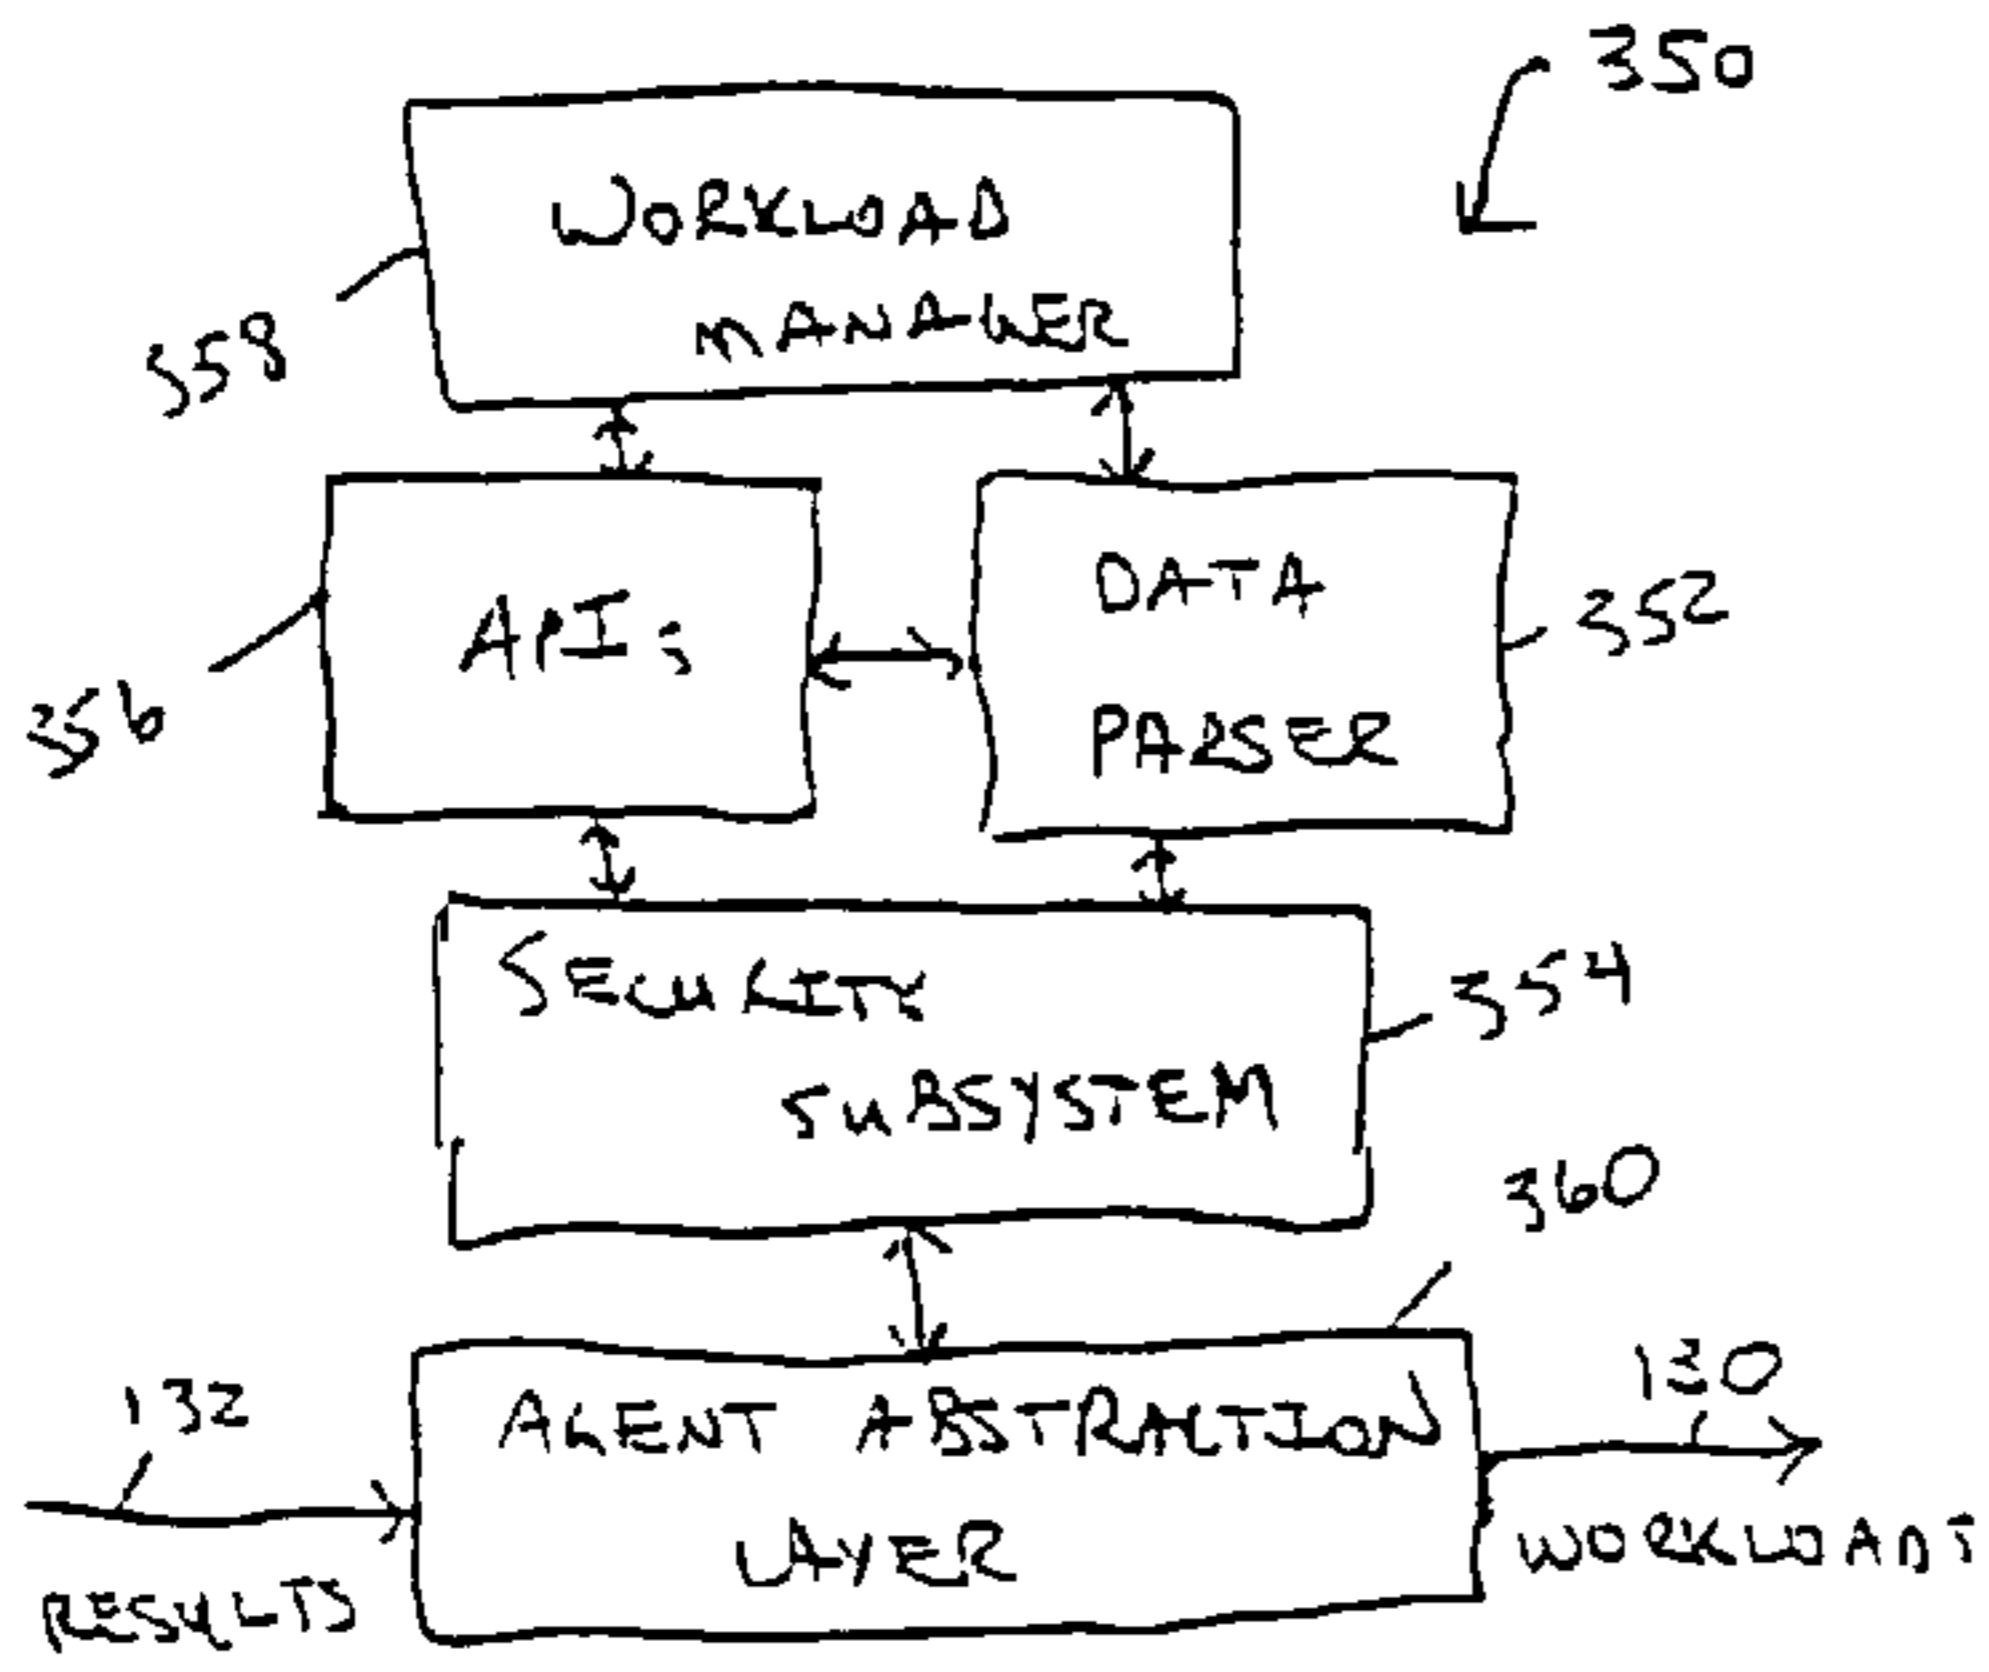 350
WORKLOAD
MANAGER
358
APIs
DATA
PARSER
352
356
SECURITY
SUBSYSTEM
354
360
AGENT ABSTRACTION
LAYER
132
RESULTS
130
WORKLOADS